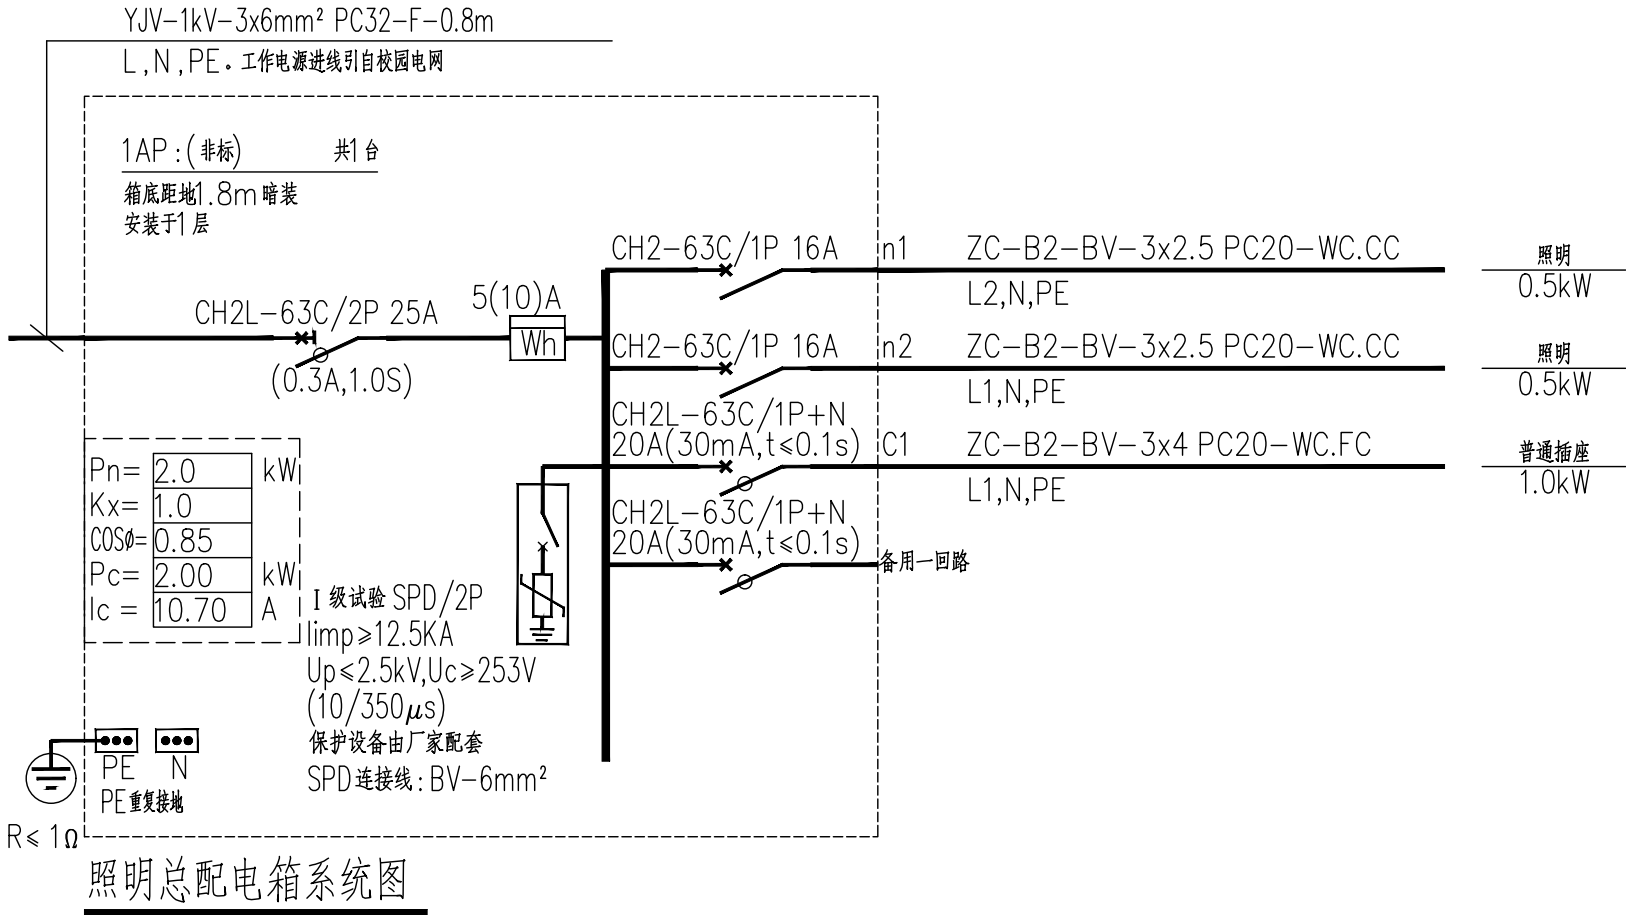 YJV-1kV-3x6mm² PC32-F-0.8m
L,N,PE。工作电源进线引自校园电网
1AP:(非标) 共1台
箱底距地1.8m暗装
安装于1层
CH2L-63C/2P 25A
(0.3A,1.0S)
5(10)A
Wh
CH2-63C/1P 16A n1 ZC-B2-BV-3x2.5 PC20-WC.CC 照明
L2,N,PE 0.5kW
CH2-63C/1P 16A n2 ZC-B2-BV-3x2.5 PC20-WC.CC 照明
L1,N,PE 0.5kW
CH2L-63C/1P+N
20A(30mA,t≤0.1s) C1 ZC-B2-BV-3x4 PC20-WC.FC 普通插座
L1,N,PE 1.0kW
CH2L-63C/1P+N
20A(30mA,t≤0.1s) 备用一回路
Pn= 2.0 kW
Kx= 1.0
COSø= 0.85
Pc= 2.00 kW
Ic = 10.70 A
I级试验 SPD/2P
Iimp≥12.5KA
Up≤2.5kV,Uc≥253V
(10/350μs)
保护设备由厂家配套
SPD连接线:BV-6mm²
PE N
PE重复接地
R≤1Ω
照明总配电箱系统图